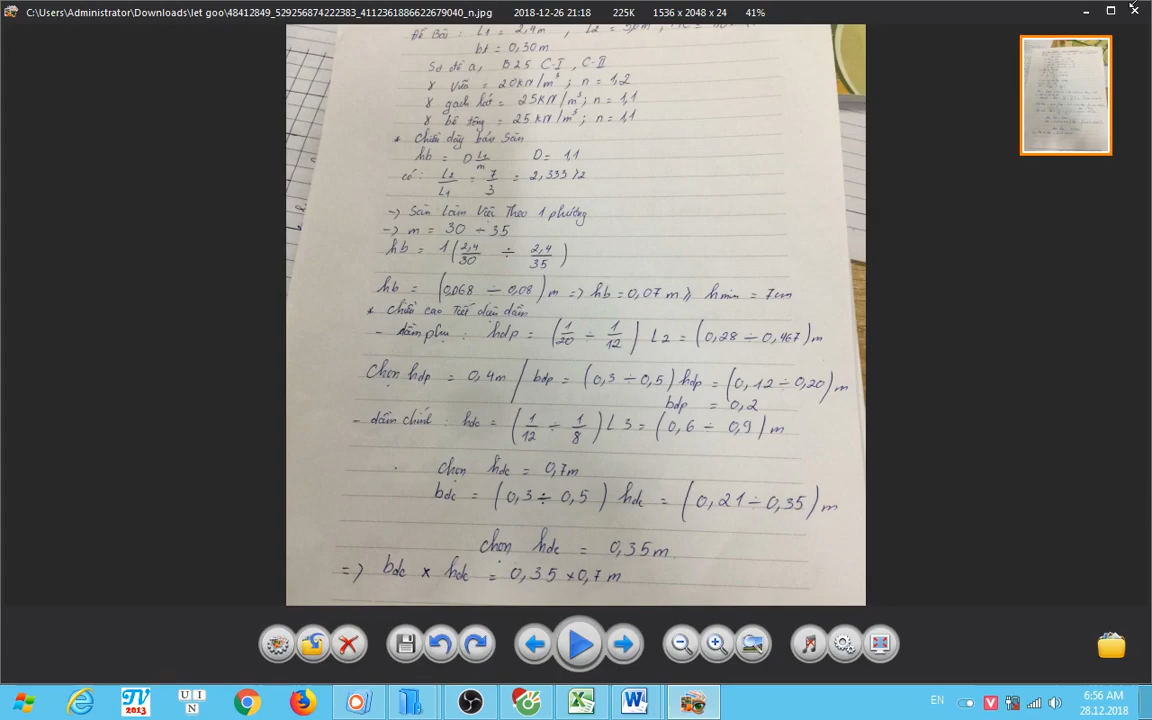 C:\Users\Administrator\Downloads\let goo\48412849_529256874222383_4112361886622679040_n.jpg 2018-12-26 21:18 225K 1536 x 2048 x 24 41%
Đề Bài : L1 = 2,4m , L2 =
bt = 0,30m
Sơ đồ a, B25 C-I , C-II
γ Vữa = 20KN/m³ ; n = 1,2
γ gạch lát = 25KN/m³ ; n = 1,1
γ bê tông = 25 KN/m³ ; n = 1,1
* Chiều dày bản sàn
hb = D L1/m D = 1,1
có : L2/L1 = 7/3 = 2,333 > 2
-> Sàn làm việc theo 1 phương
-> m = 30 ÷ 35
hb = 1 (2,4/30 ÷ 2,4/35)
hb = (0,068 ÷ 0,08) m => hb = 0,07 m ≥ hmin = 7cm
* Chiều cao tiết diện dầm
- dầm phụ : hdp = (1/20 ÷ 1/12) L2 = (0,28 ÷ 0,467) m
Chọn hdp = 0,4m / bdp = (0,3 ÷ 0,5) hdp = (0,12 ÷ 0,20) m
bdp = 0,2
- dầm chính : hdc = (1/12 ÷ 1/8) L3 = (0,6 ÷ 0,9) m
chọn hdc = 0,7m
bdc = (0,3 ÷ 0,5) hdc = (0,21 ÷ 0,35) m
chọn hdc = 0,35m
=> bdc x hdc = 0,35 x 0,7 m
TV 2013
U I N
EN
V
6:56 AM
28.12.2018